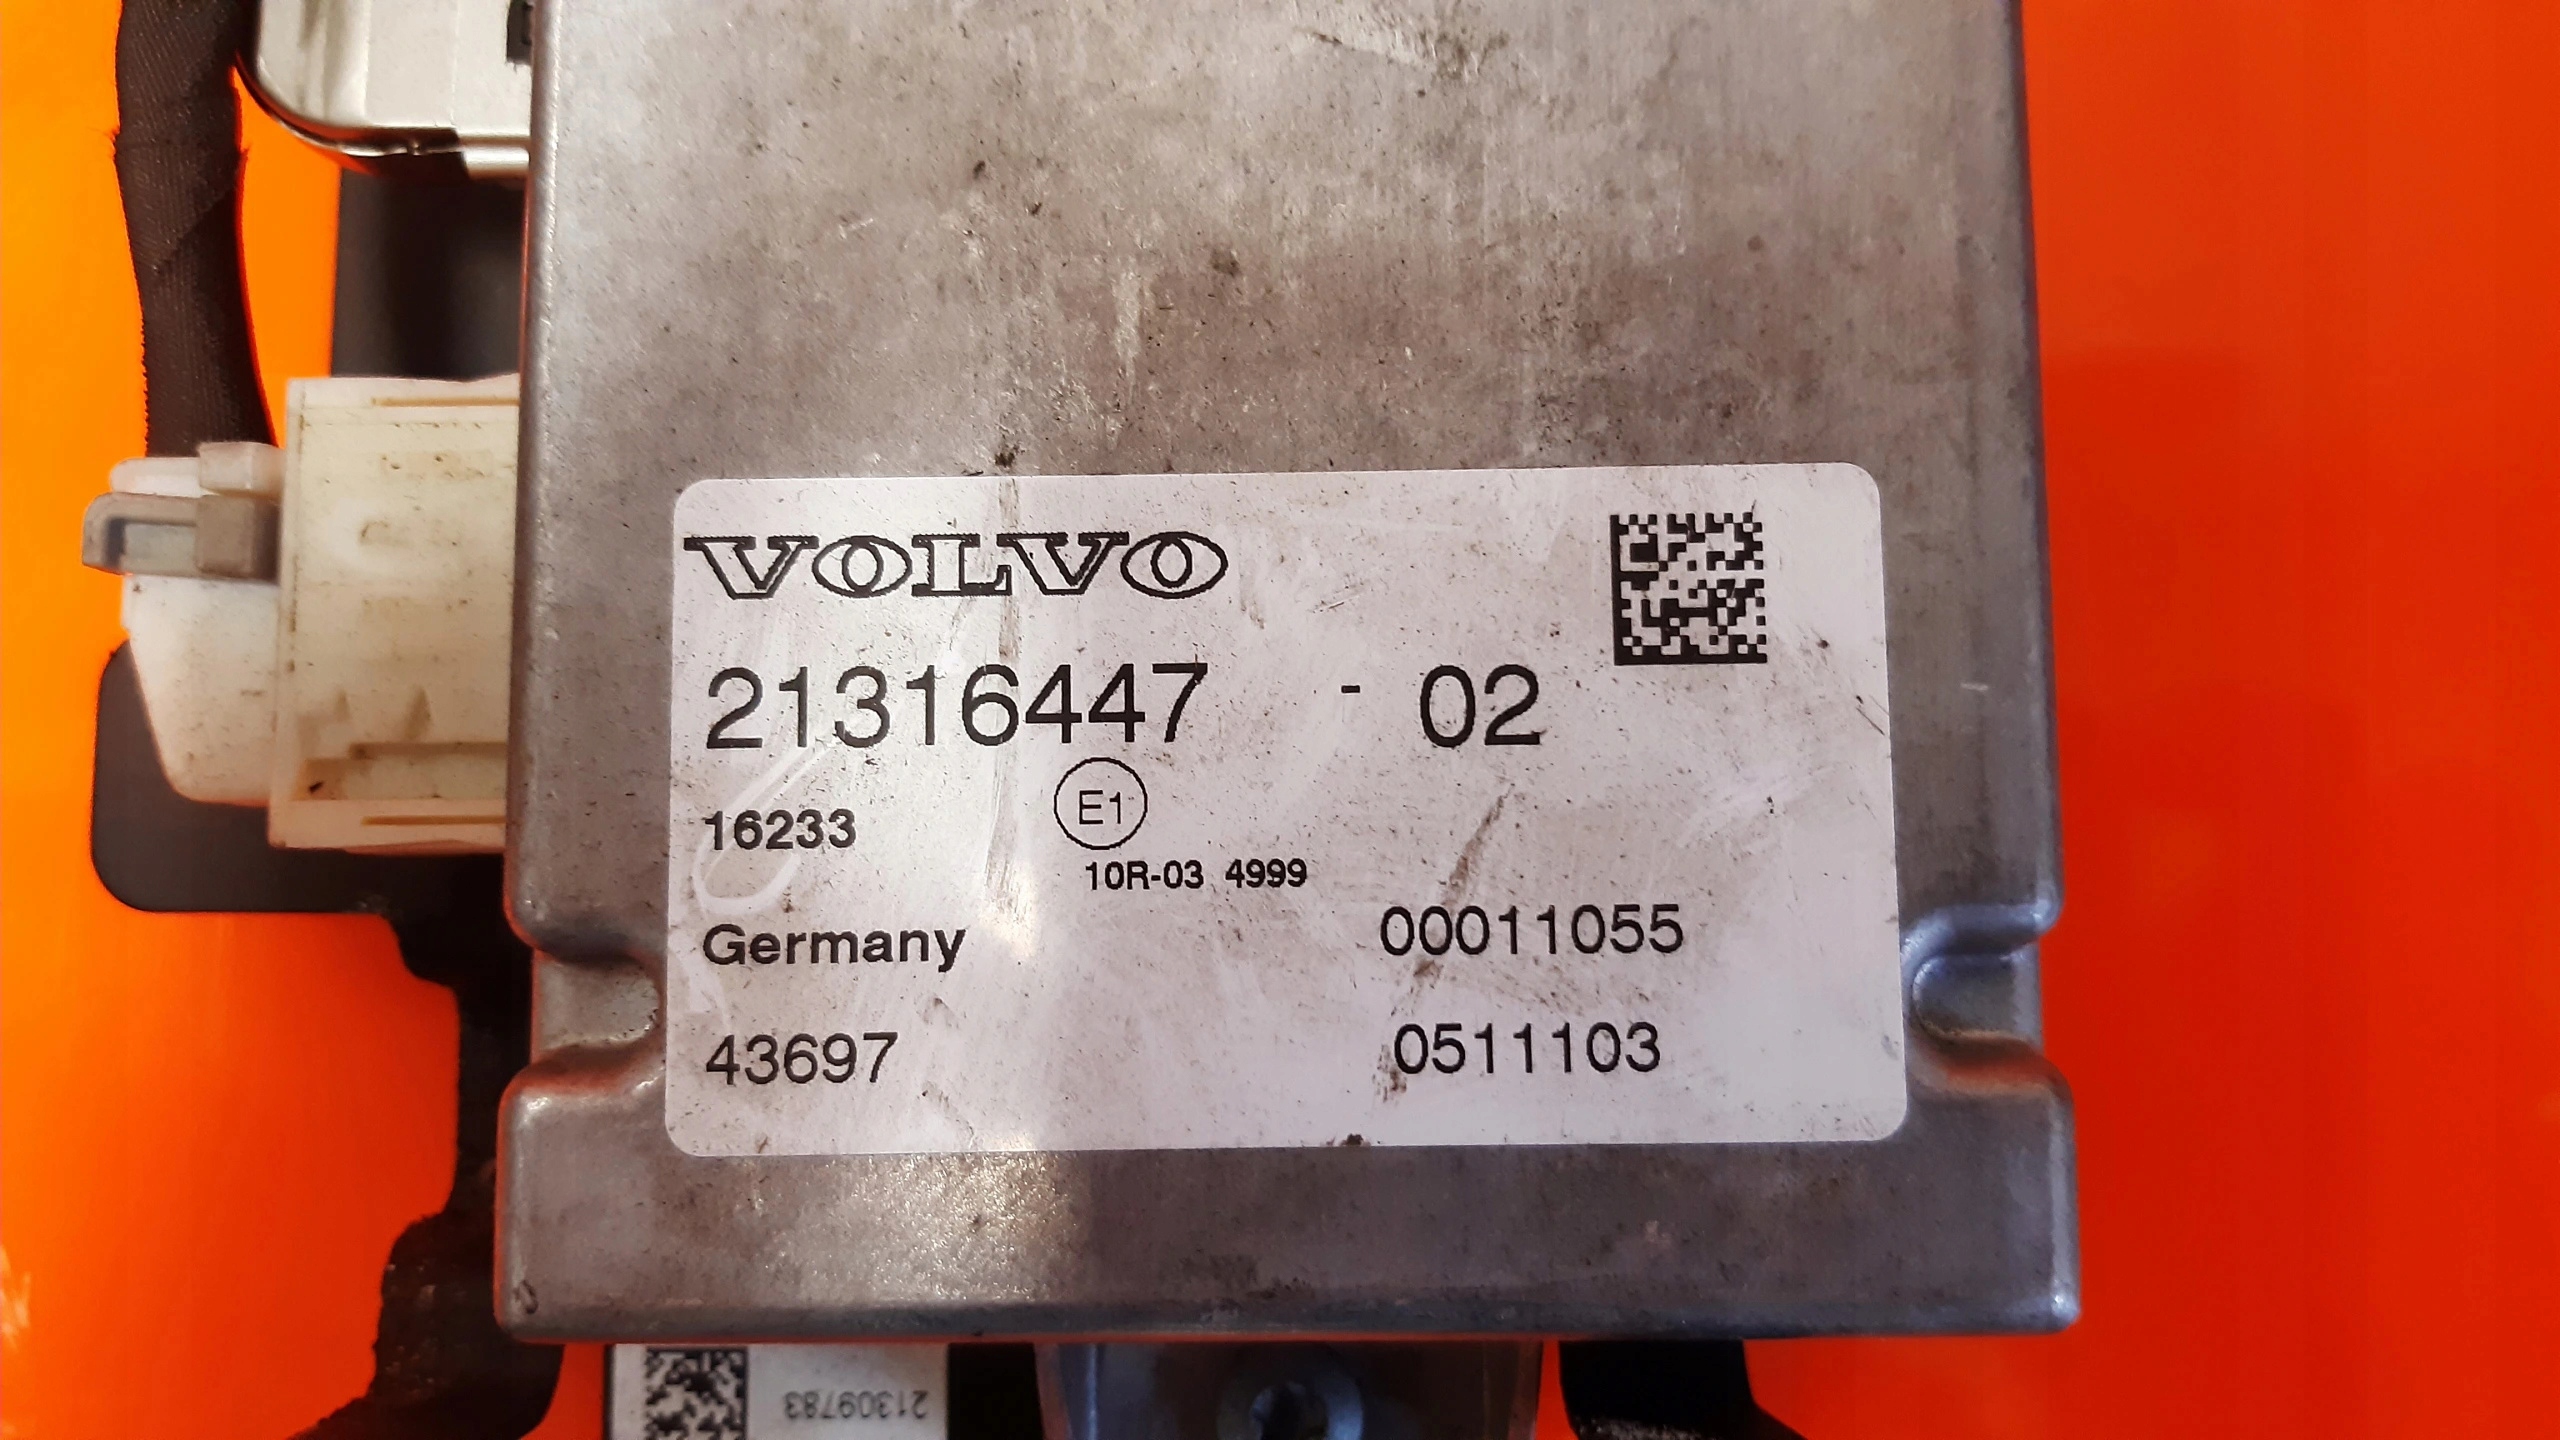 VOLVO
21316447 - 02
16233
E1
10R-03 4999
Germany
00011055
43697
0511103
21309783